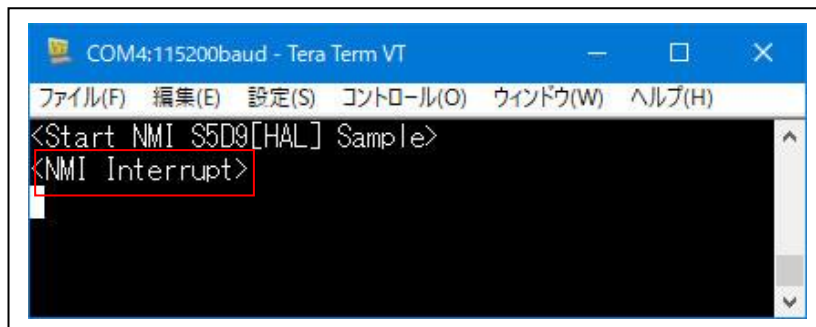 COM4:115200baud - Tera Term VT
ファイル(F) 編集(E) 設定(S) コントロール(O) ウィンドウ(W) ヘルプ(H)
<Start NMI S5D9[HAL] Sample>
<NMI Interrupt>